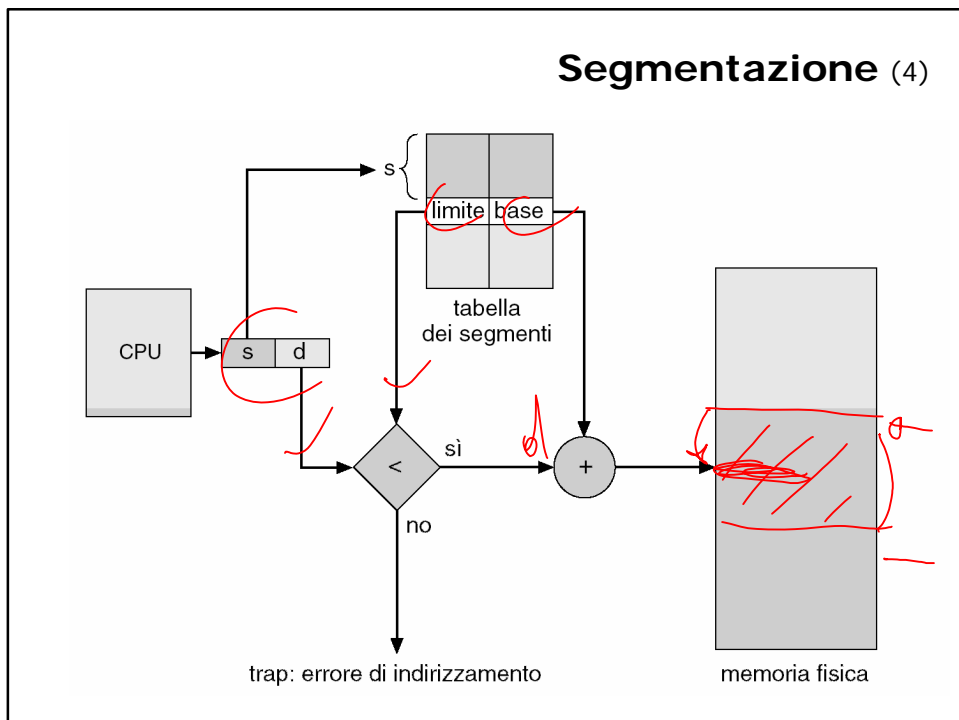 Segmentazione (4)
s
limite base
tabella
dei segmenti
CPU
s d
d
<
sì
+
no
trap: errore di indirizzamento
memoria fisica